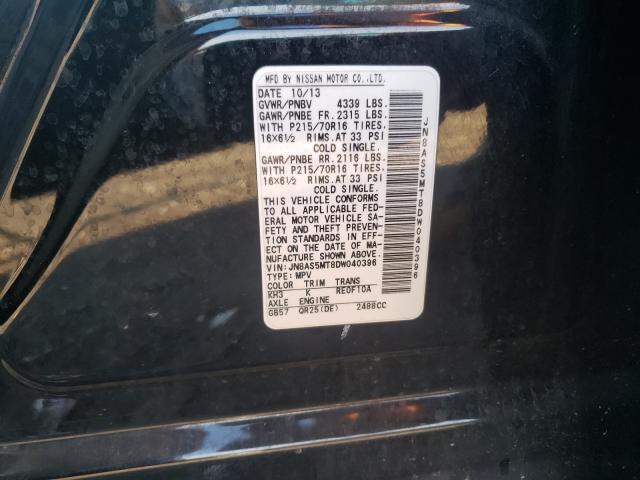 MFD BY NISSAN MOTOR CO.,LTD.
DATE 10/13
GVWR/PNBV 4339 LBS.
GAWR/PNBE FR. 2315 LBS.
WITH P215/70R16 TIRES.
16X6½ RIMS. AT 33 PSI
COLD SINGLE.
GAWR/PNBE RR. 2116 LBS.
WITH P215/70R16 TIRES.
16X6½ RIMS. AT 33 PSI
COLD SINGLE.
THIS VEHICLE CONFORMS
TO ALL APPLICABLE FED-
ERAL MOTOR VEHICLE SA-
FETY AND THEFT PREVEN-
TION STANDARDS IN EFF-
ECT ON THE DATE OF MA-
NUFACTURE SHOWN ABOVE.
VIN: JN8AS5MT8DW040396
TYPE: MPV
COLOR TRIM TRANS
KH3 K RE0F10A
AXLE ENGINE
GB57 QR25(DE) 2488CC
JN8AS5MT8DW040396